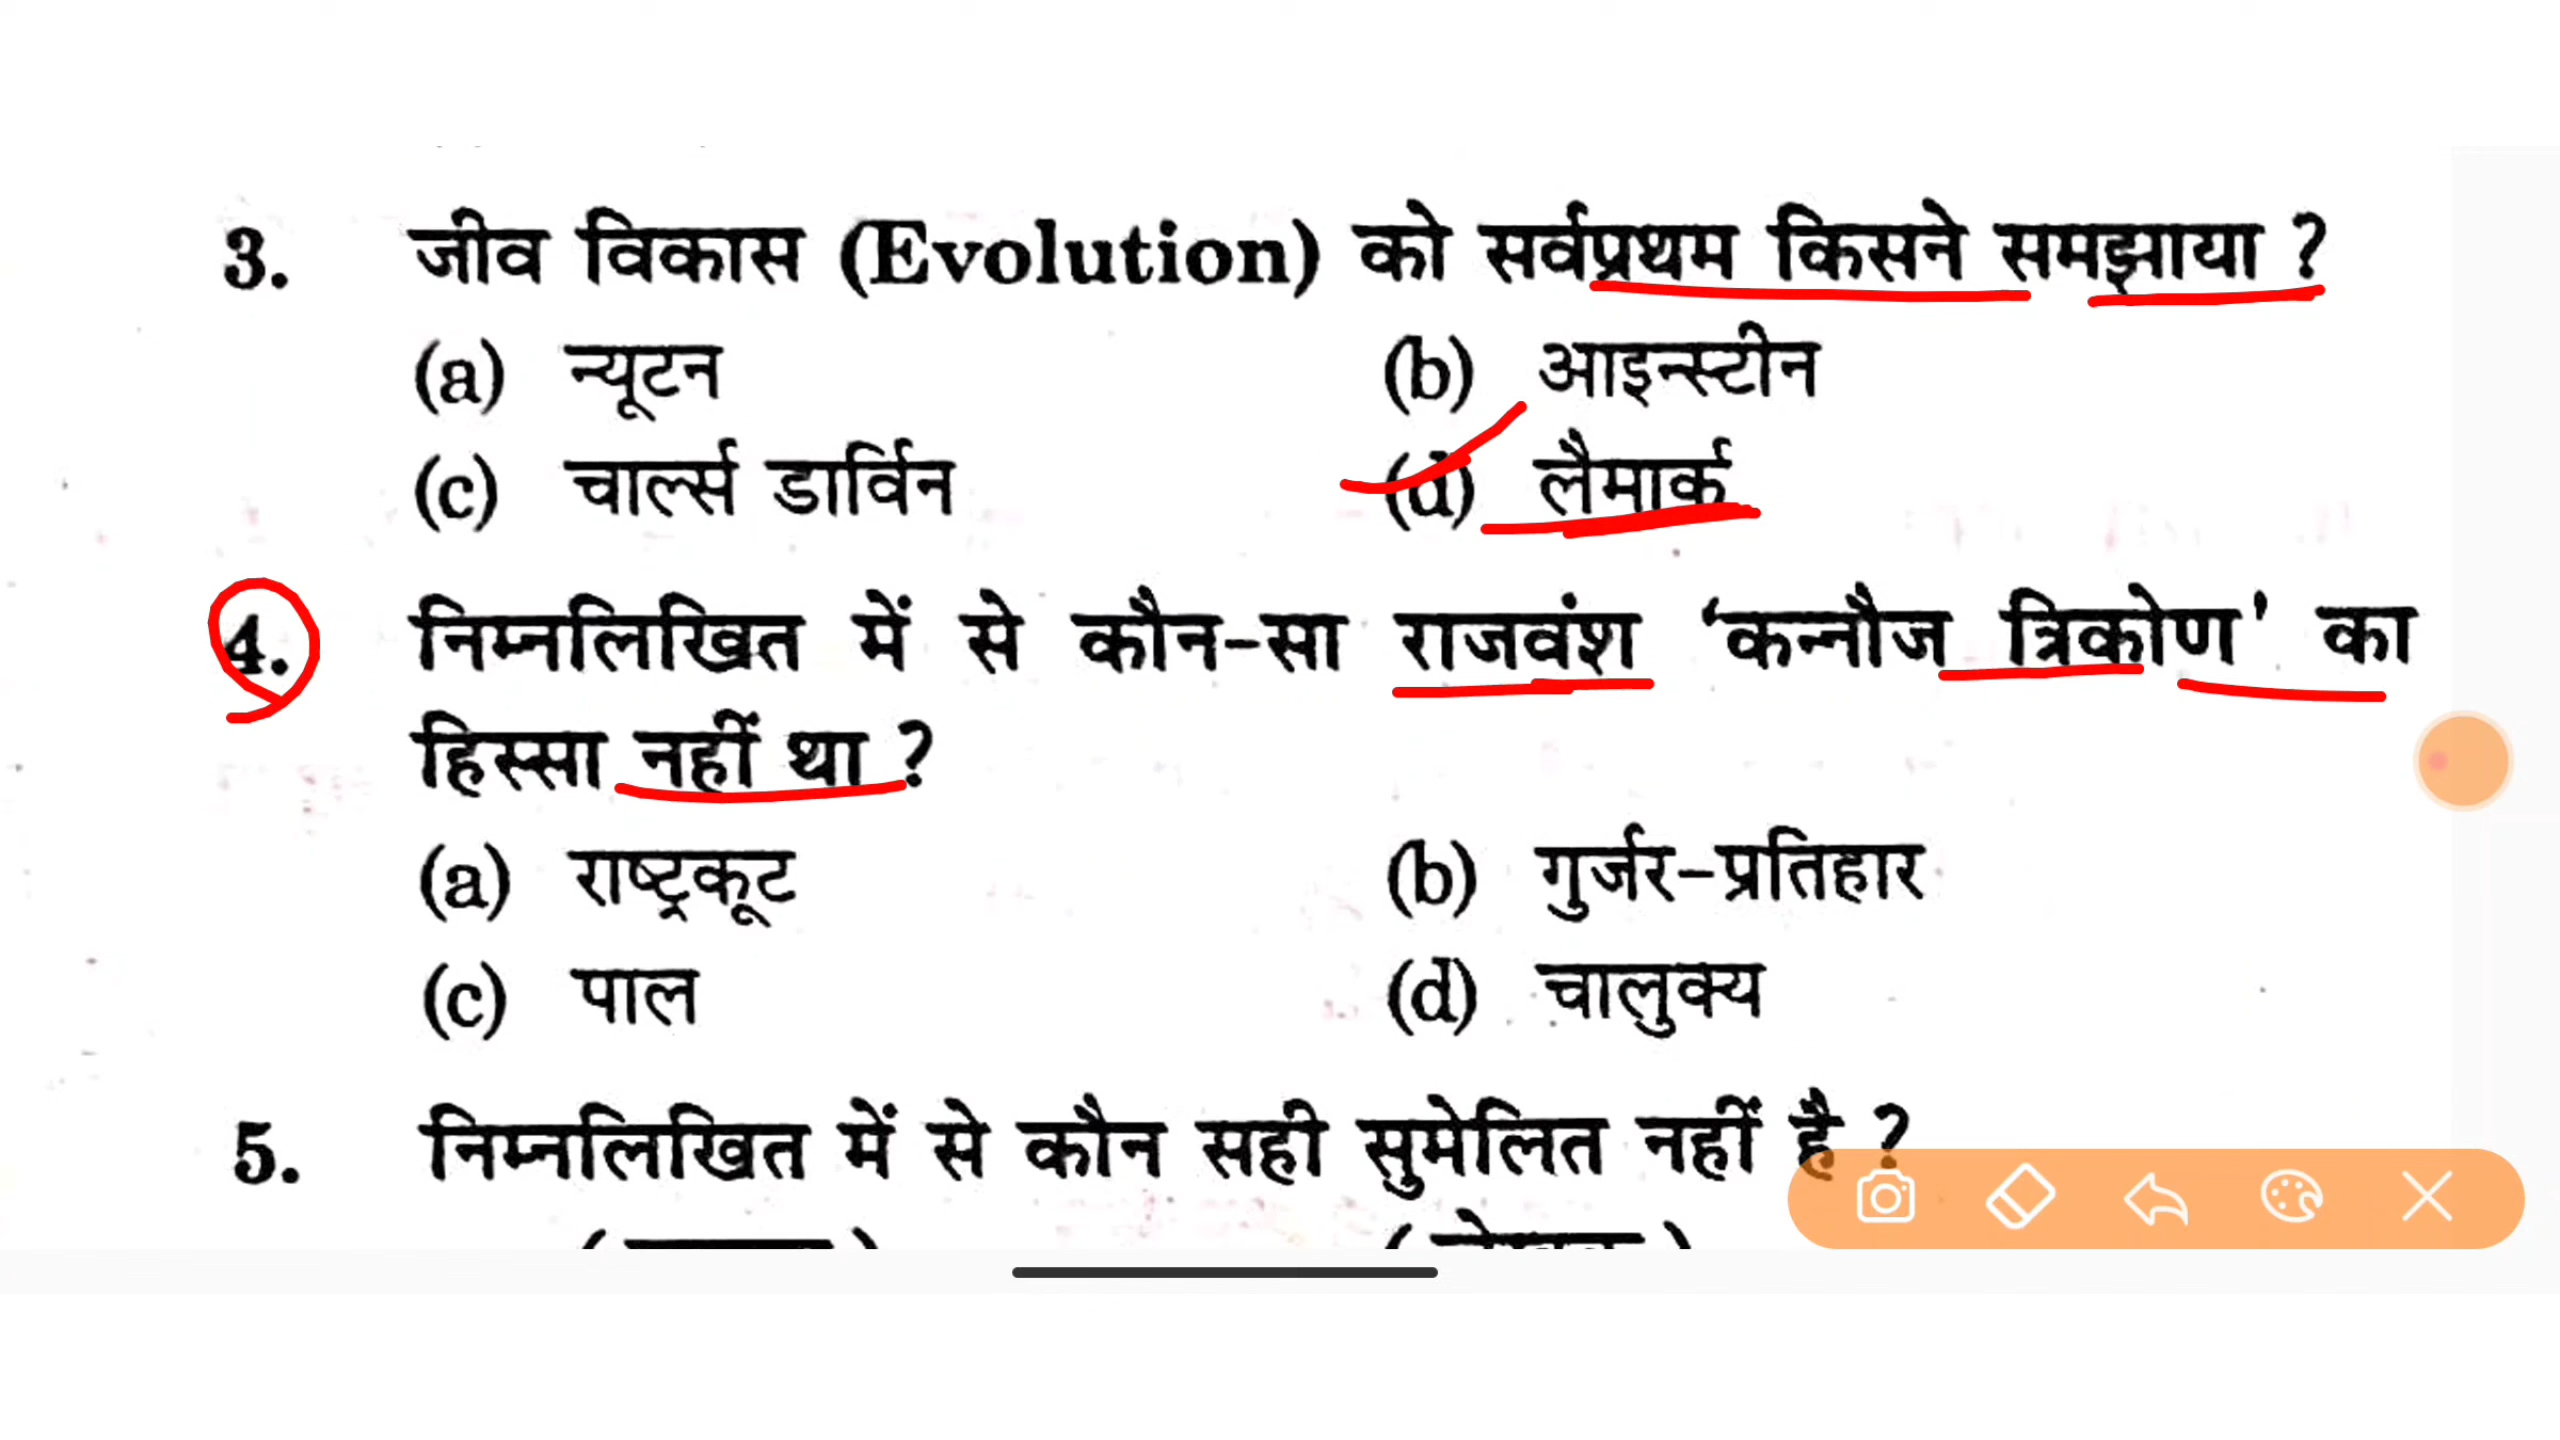 3. जीव विकास (Evolution) को सर्वप्रथम किसने समझाया ?
(a) न्यूटन (b) आइन्स्टीन
(c) चार्ल्स डार्विन (d) लैमार्क
4. निम्नलिखित में से कौन-सा राजवंश ‘कन्नौज त्रिकोण’ का
हिस्सा नहीं था ?
(a) राष्ट्रकूट (b) गुर्जर-प्रतिहार
(c) पाल (d) चालुक्य
5. निम्नलिखित में से कौन सही सुमेलित नहीं है ?